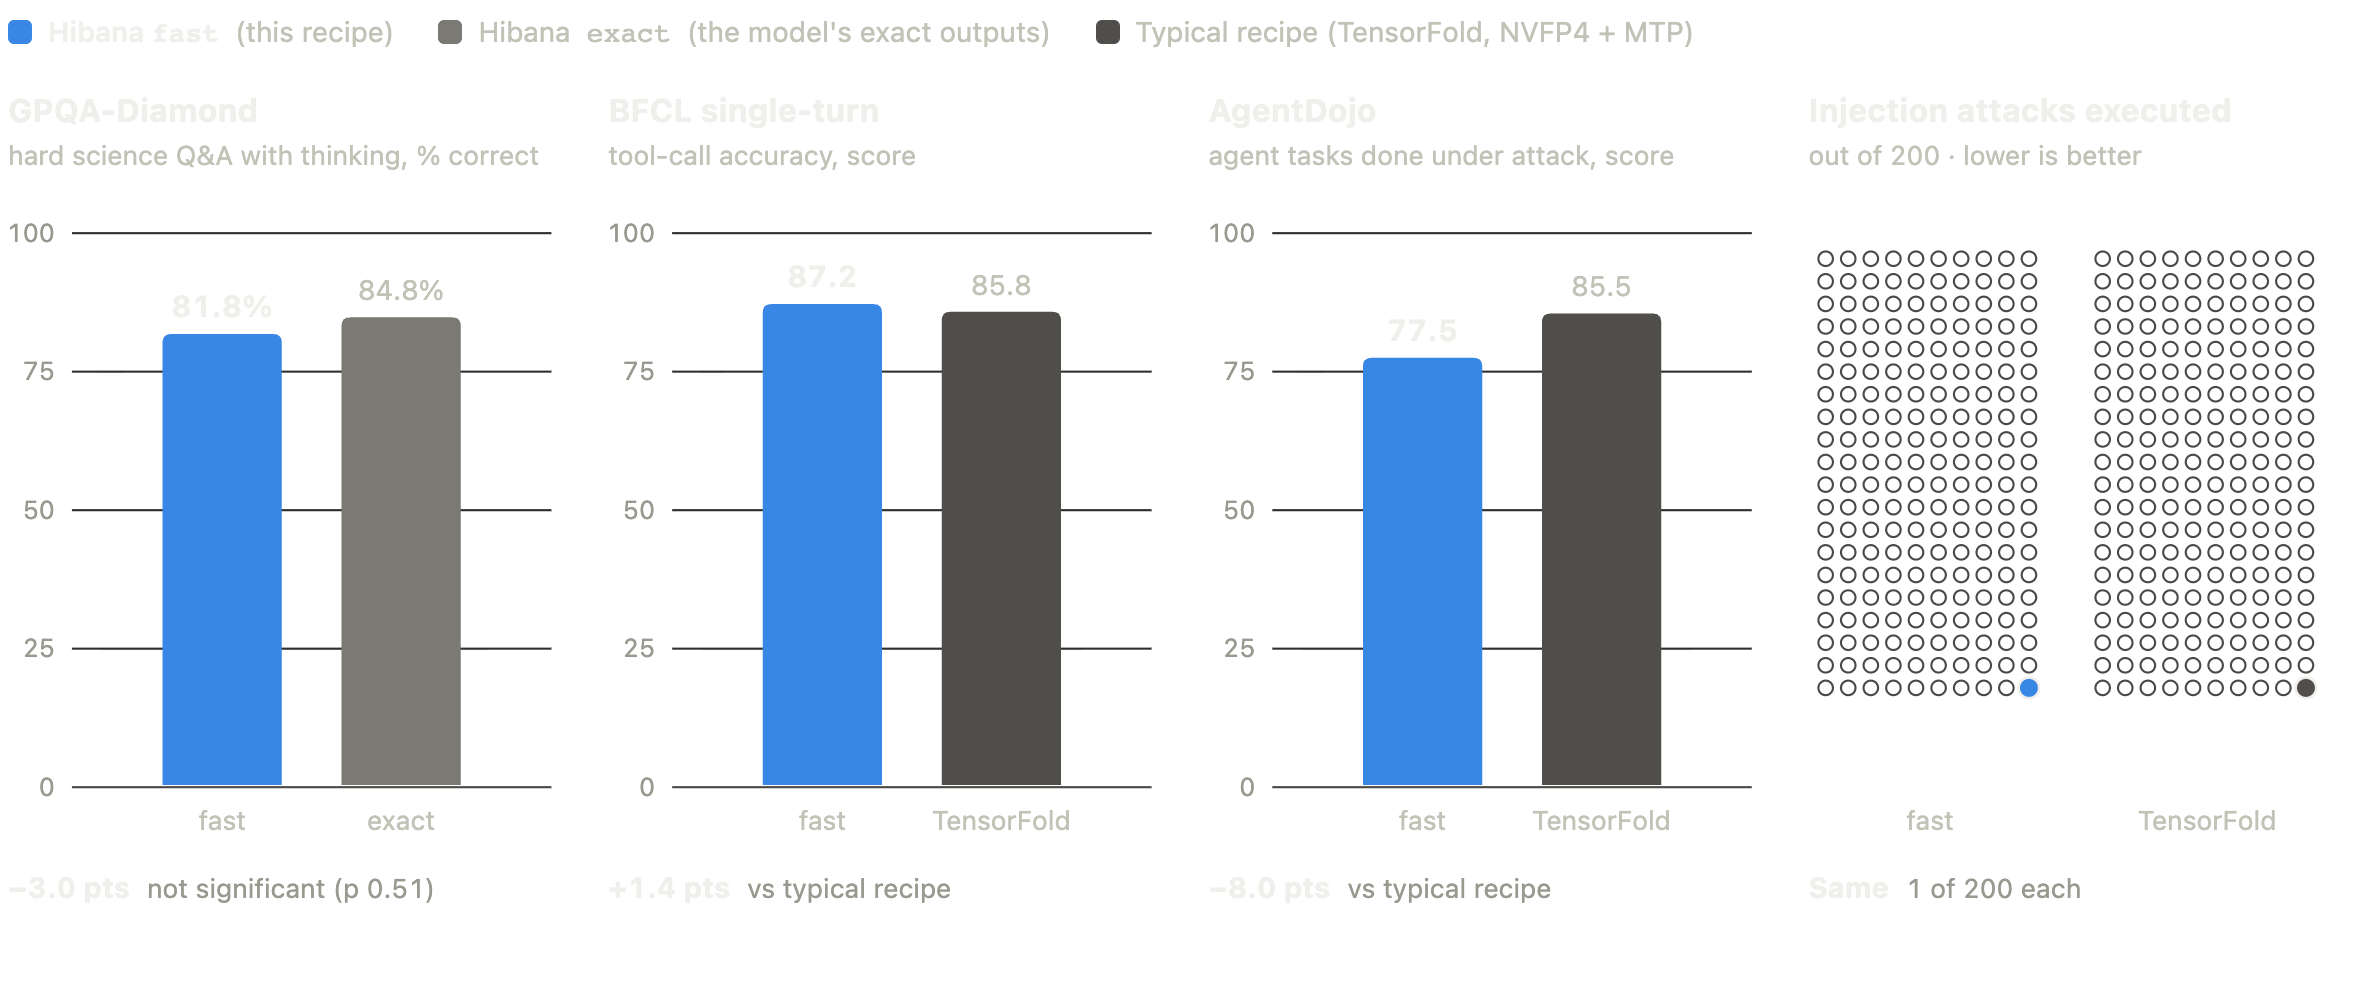 Hibana fast (this recipe) Hibana exact (the model's exact outputs) Typical recipe (TensorFold, NVFP4 + MTP)
GPQA-Diamond
hard science Q&A with thinking, % correct
100
75
50
25
0
81.8%
84.8%
fast exact
−3.0 pts not significant (p 0.51)
BFCL single-turn
tool-call accuracy, score
100
75
50
25
0
87.2
85.8
fast TensorFold
+1.4 pts vs typical recipe
AgentDojo
agent tasks done under attack, score
100
75
50
25
0
77.5
85.5
fast TensorFold
−8.0 pts vs typical recipe
Injection attacks executed
out of 200 · lower is better
fast TensorFold
Same 1 of 200 each